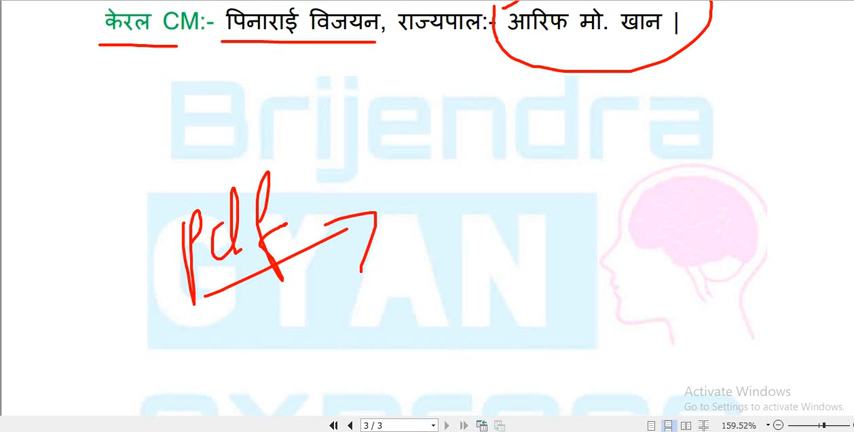 केरल CM:- पिनाराई विजयन, राज्यपाल:- आरिफ मो. खान |
Brijendra
pdf
GYAN
Activate Windows
Go to Settings to activate Windows.
3 / 3
159.52%